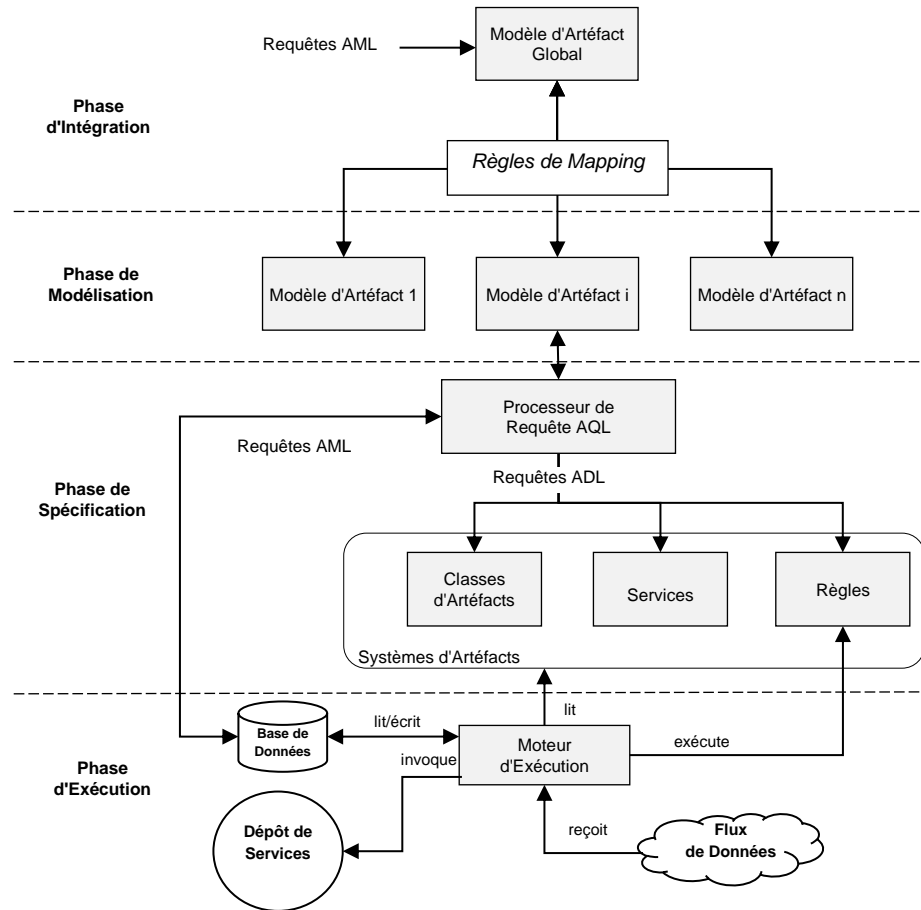 Requêtes AML
Modèle d'Artéfact
Global
Phase
d'Intégration
Règles de Mapping
Phase de
Modélisation
Modèle d'Artéfact 1
Modèle d'Artéfact i
Modèle d'Artéfact n
Processeur de
Requête AQL
Requêtes AML
Requêtes ADL
Phase de
Spécification
Classes
d'Artéfacts
Services
Règles
Systèmes d'Artéfacts
lit
Base de
Données
lit/écrit
invoque
Moteur
d'Exécution
exécute
Phase
d'Exécution
Dépôt de
Services
reçoit
Flux
de Données